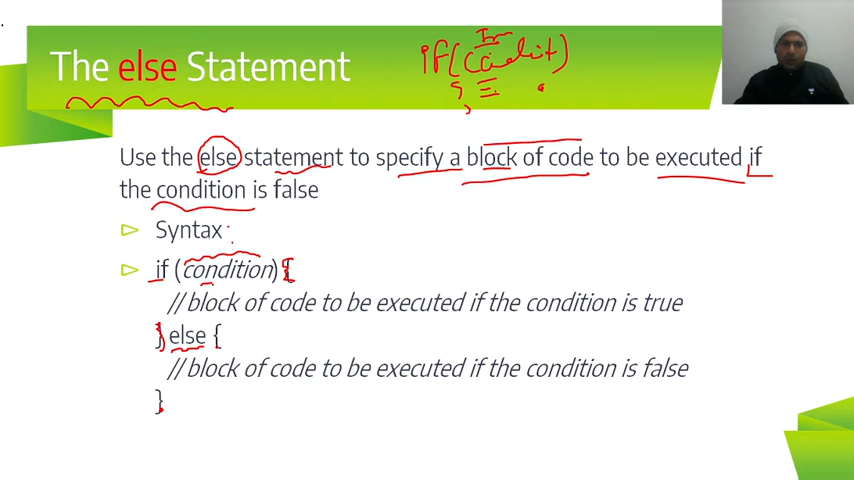 The else Statement
if(
Use the else statement to specify a block of code to be executed if
the condition is false
Syntax
if (condition) {
// block of code to be executed if the condition is true
} else {
// block of code to be executed if the condition is false
}